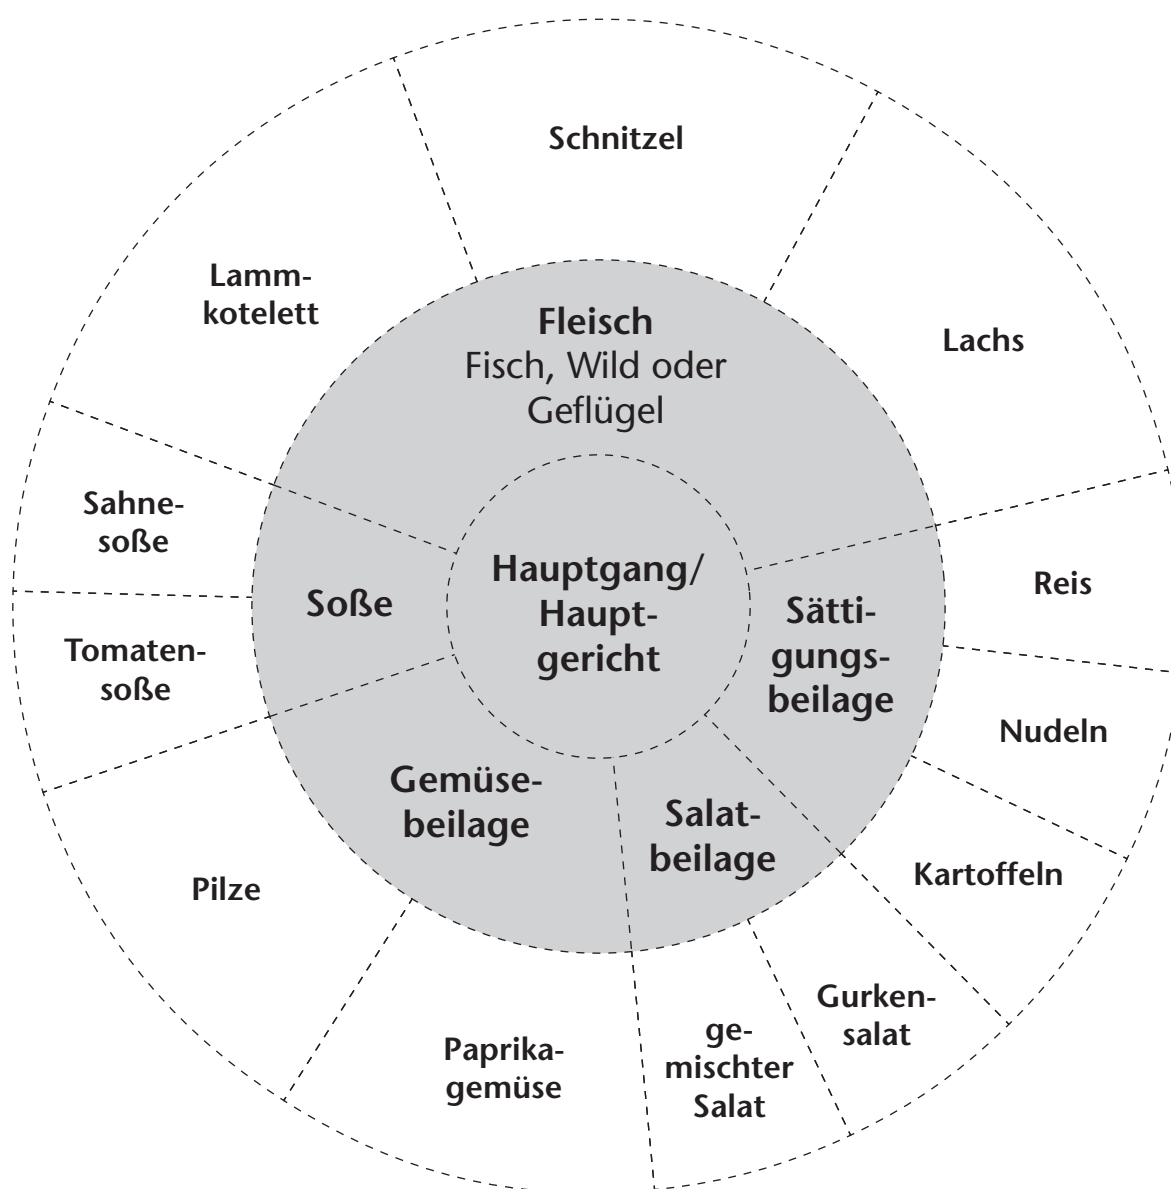 Schnitzel
Lamm-
kotelett
Fleisch
Fisch, Wild oder
Geflügel
Lachs
Sahne-
soße
Soße
Hauptgang/
Haupt-
gericht
Sätti-
gungs-
beilage
Reis
Tomaten-
soße
Nudeln
Gemüse-
beilage
Salat-
beilage
Kartoffeln
Pilze
Gurken-
salat
Paprika-
gemüse
ge-
mischter
Salat